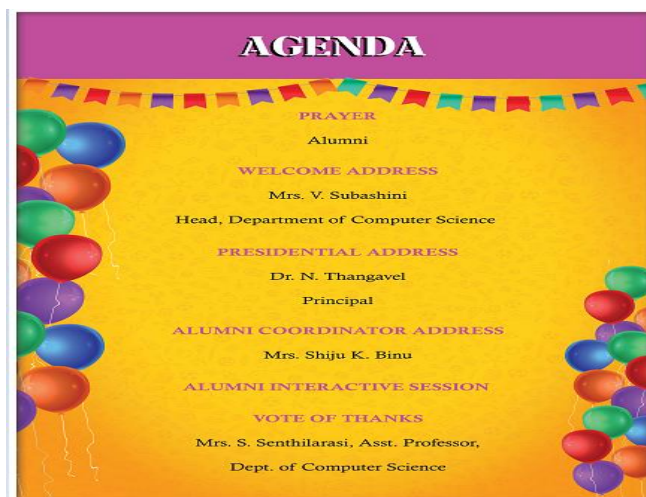 AGENDA
PRAYER
Alumni
WELCOME ADDRESS
Mrs. V. Subashini
Head, Department of Computer Science
PRESIDENTIAL ADDRESS
Dr. N. Thangavel
Principal
ALUMNI COORDINATOR ADDRESS
Mrs. Shiju K. Binu
ALUMNI INTERACTIVE SESSION
VOTE OF THANKS
Mrs. S. Senthilarasi, Asst. Professor,
Dept. of Computer Science